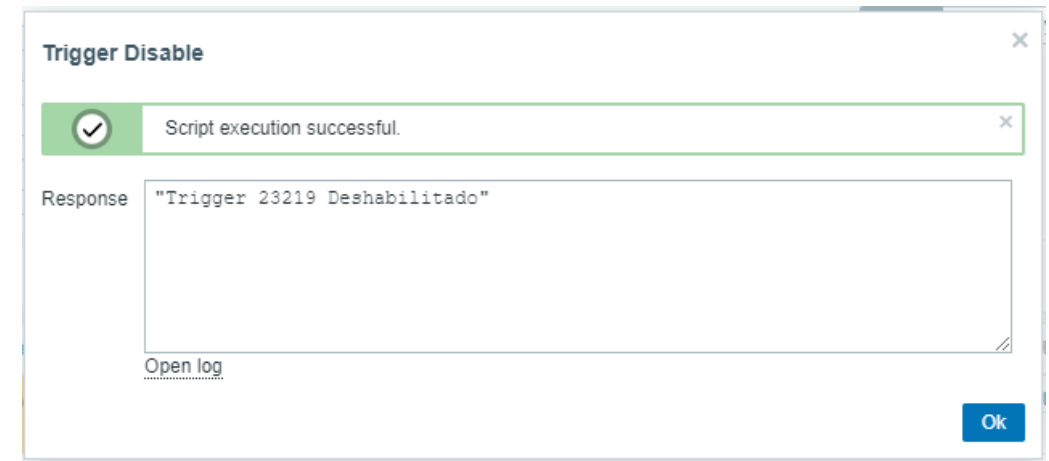 Trigger Disable
Script execution successful.
Response
"Trigger 23219 Deshabilitado"
Open log
Ok